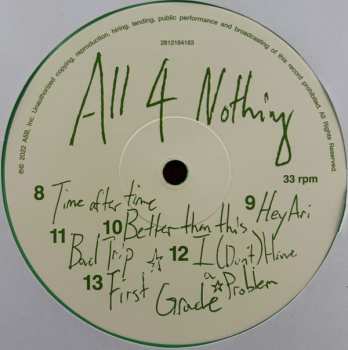 ℗© 2022 AAB, Inc. Unauthorized copying, reproduction, hiring, lending, public performance and broadcasting of this record prohibited. All Rights Reserved.
2812184163
All 4 Nothing
33 rpm
8 Time after time
9 Hey Ari
10 Better than this
11 Bad Trip
12 I (Don't) Have a Problem
13 First Grade